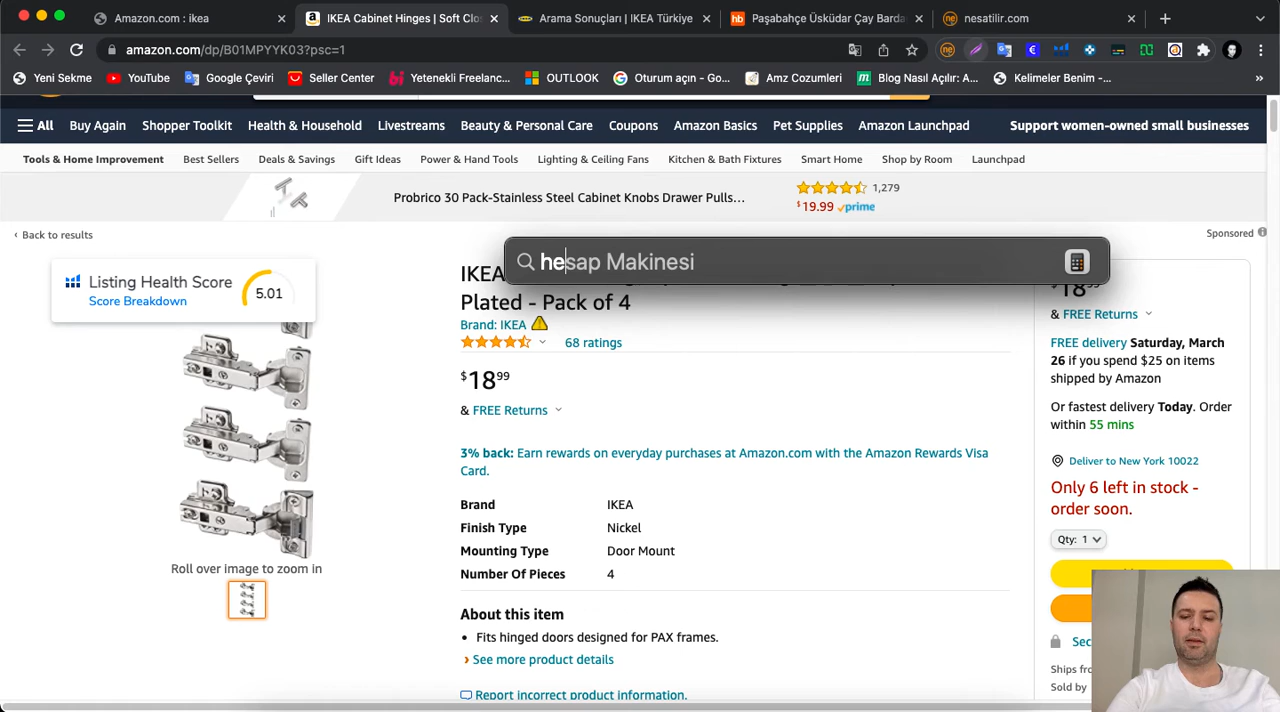 Amazon.com : ikea
IKEA Cabinet Hinges | Soft Clo
Arama Sonuçları | IKEA Türkiye
Paşabahçe Üsküdar Çay Barda
nesatilir.com
amazon.com/dp/B01MPYYK03?psc=1
Yeni Sekme
YouTube
Google Çeviri
Seller Center
Yetenekli Freelanc...
OUTLOOK
Oturum açın - Go...
Amz Cozumleri
Blog Nasıl Açılır: A...
Kelimeler Benim -...
All
Buy Again
Shopper Toolkit
Health & Household
Livestreams
Beauty & Personal Care
Coupons
Amazon Basics
Pet Supplies
Amazon Launchpad
Support women-owned small businesses
Tools & Home Improvement
Best Sellers
Deals & Savings
Gift Ideas
Power & Hand Tools
Lighting & Ceiling Fans
Kitchen & Bath Fixtures
Smart Home
Shop by Room
Launchpad
Probrico 30 Pack-Stainless Steel Cabinet Knobs Drawer Pulls...
1,279
$19.99 prime
‹ Back to results
Sponsored
hesap Makinesi
Listing Health Score
Score Breakdown
5.01
IKEA
Plated - Pack of 4
Brand: IKEA
68 ratings
$18 99
& FREE Returns
3% back: Earn rewards on everyday purchases at Amazon.com with the Amazon Rewards Visa
Card.
Brand IKEA
Finish Type Nickel
Mounting Type Door Mount
Number Of Pieces 4
About this item
• Fits hinged doors designed for PAX frames.
› See more product details
Report incorrect product information.
Roll over image to zoom in
$18 99
& FREE Returns
FREE delivery Saturday, March
26 if you spend $25 on items
shipped by Amazon
Or fastest delivery Today. Order
within 55 mins
Deliver to New York 10022
Only 6 left in stock -
order soon.
Qty: 1
Sec
Ships fro
Sold by